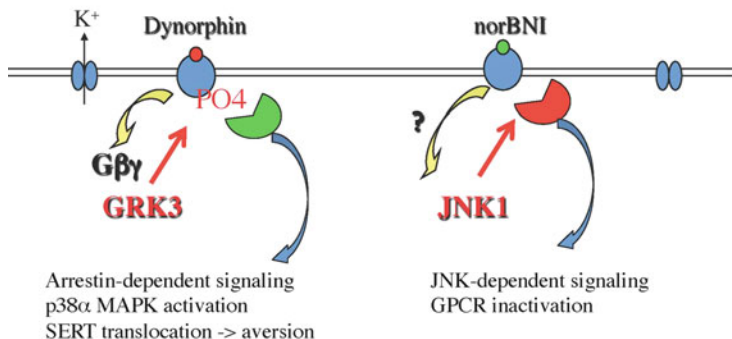 K+
Dynorphin
norBNI
PO4
?
Gβγ
GRK3
JNK1
Arrestin-dependent signaling
p38α MAPK activation
SERT translocation -> aversion
JNK-dependent signaling
GPCR inactivation